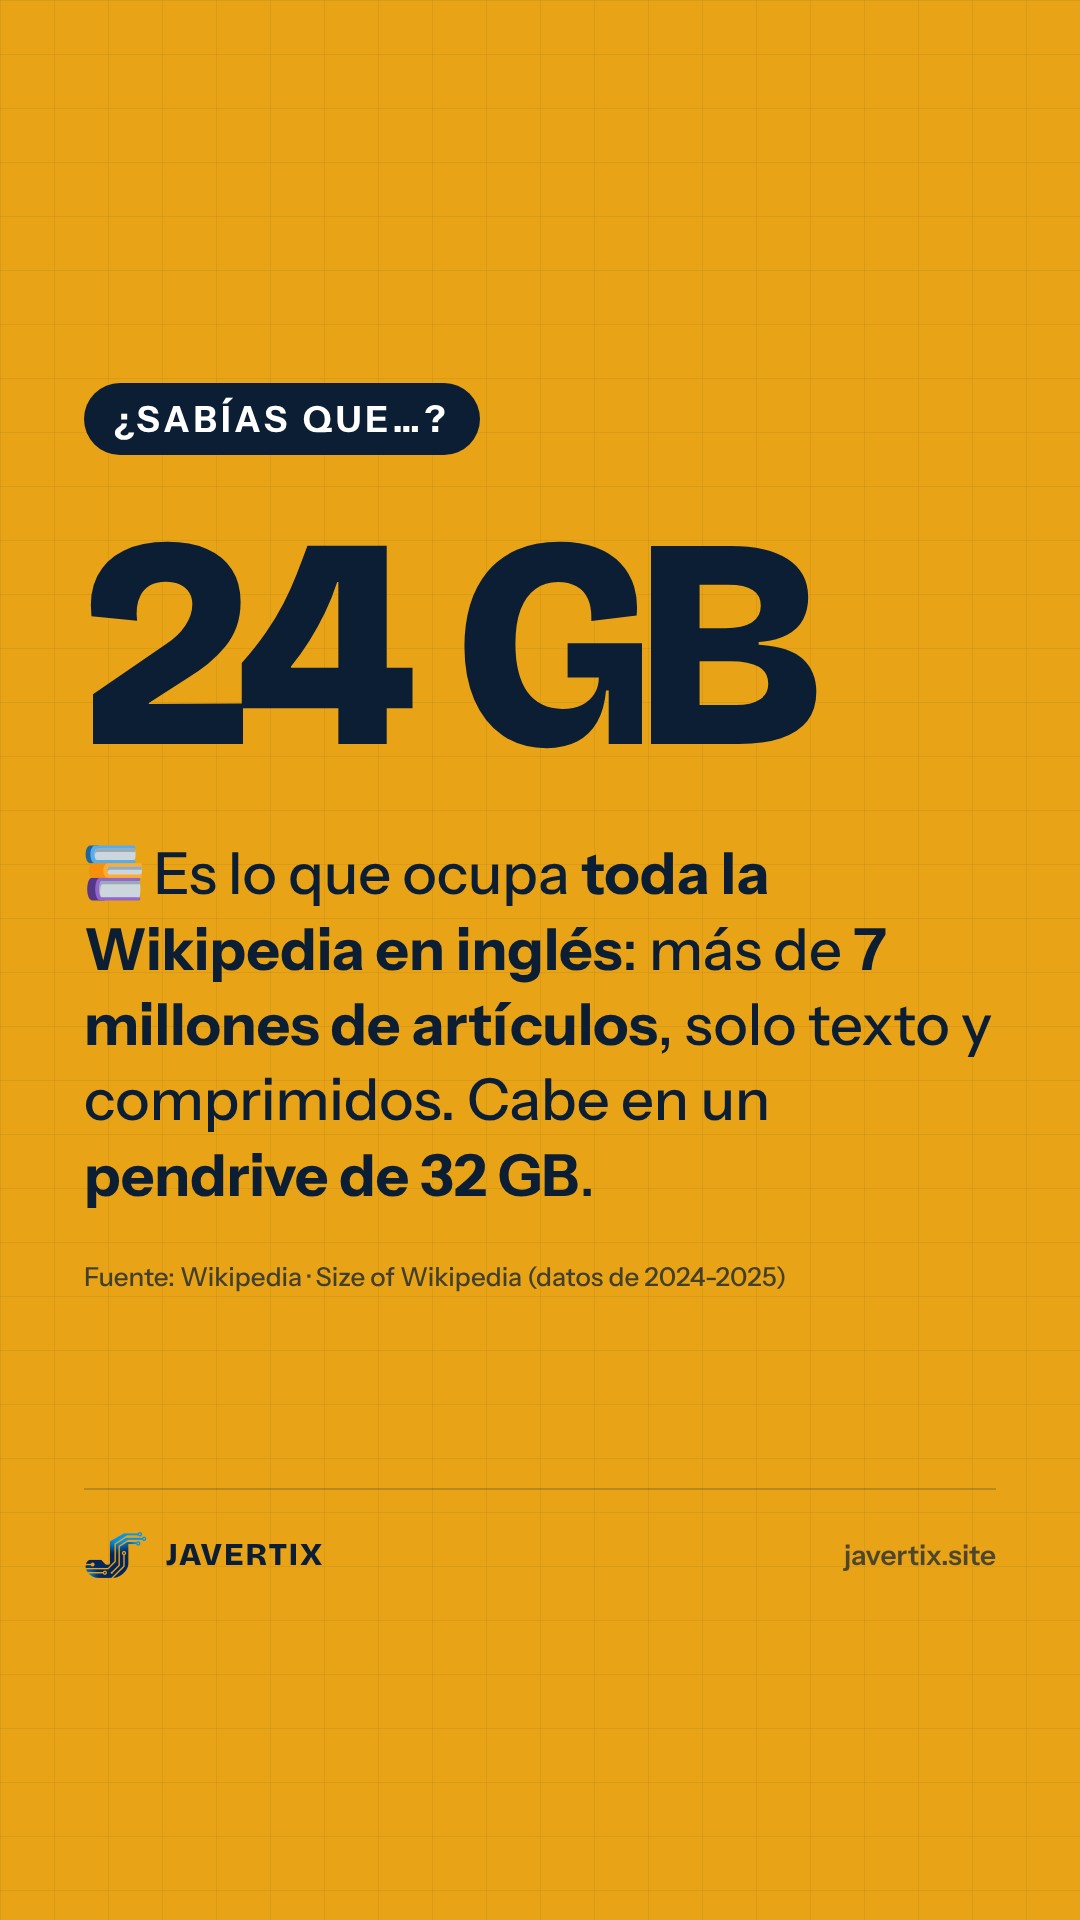 ¿SABÍAS QUE…?
24 GB
📚 Es lo que ocupa toda la
Wikipedia en inglés: más de 7
millones de artículos, solo texto y
comprimidos. Cabe en un
pendrive de 32 GB.
Fuente: Wikipedia · Size of Wikipedia (datos de 2024-2025)
JAVERTIX
javertix.site